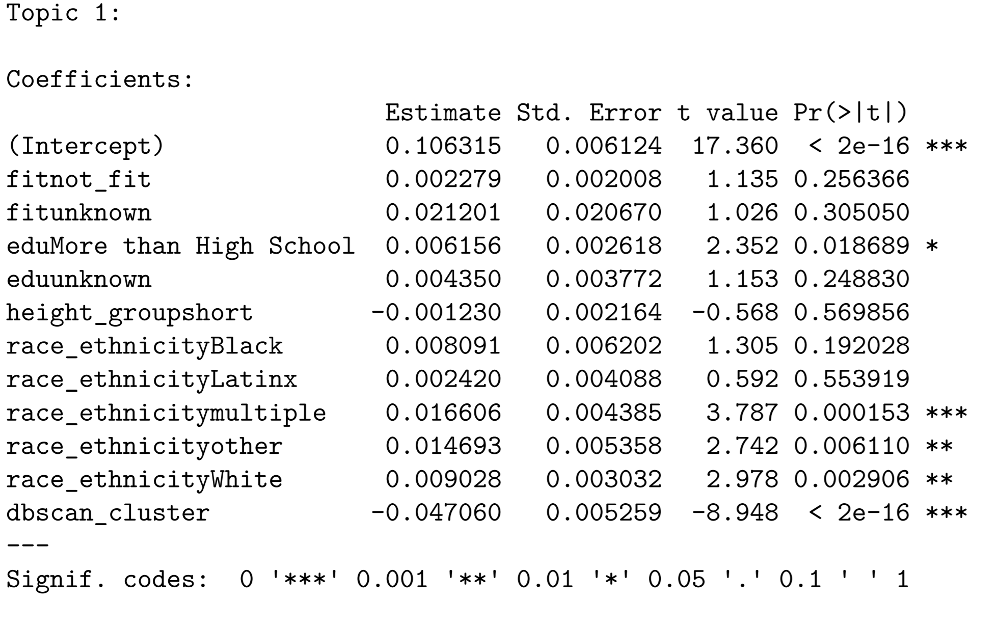 Topic 1:
Coefficients:
Estimate Std. Error t value Pr(>|t|)
(Intercept) 0.106315 0.006124 17.360 < 2e-16 ***
fitnot_fit 0.002279 0.002008 1.135 0.256366
fitunknown 0.021201 0.020670 1.026 0.305050
eduMore than High School 0.006156 0.002618 2.352 0.018689 *
eduunknown 0.004350 0.003772 1.153 0.248830
height_groupshort -0.001230 0.002164 -0.568 0.569856
race_ethnicityBlack 0.008091 0.006202 1.305 0.192028
race_ethnicityLatinx 0.002420 0.004088 0.592 0.553919
race_ethnicitymultiple 0.016606 0.004385 3.787 0.000153 ***
race_ethnicityother 0.014693 0.005358 2.742 0.006110 **
race_ethnicityWhite 0.009028 0.003032 2.978 0.002906 **
dbscan_cluster -0.047060 0.005259 -8.948 < 2e-16 ***
---
Signif. codes: 0 '***' 0.001 '**' 0.01 '*' 0.05 '.' 0.1 ' ' 1